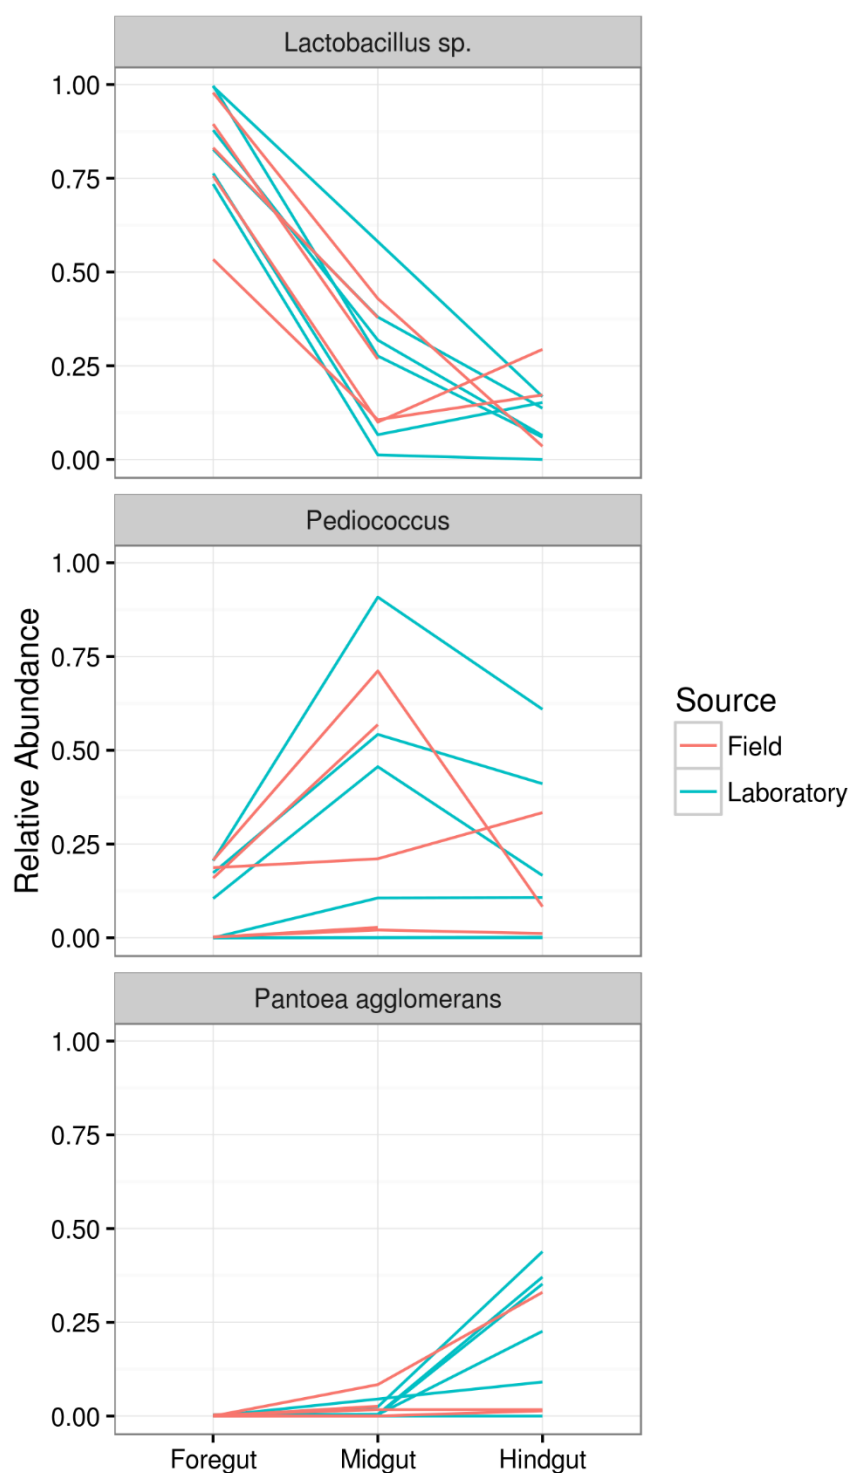 Lactobacillus sp.
1.00
0.75
0.50
0.25
0.00
Pediococcus
1.00
0.75
0.50
0.25
0.00
Relative Abundance
Source
Field
Laboratory
Pantoea agglomerans
1.00
0.75
0.50
0.25
0.00
Foregut Midgut Hindgut